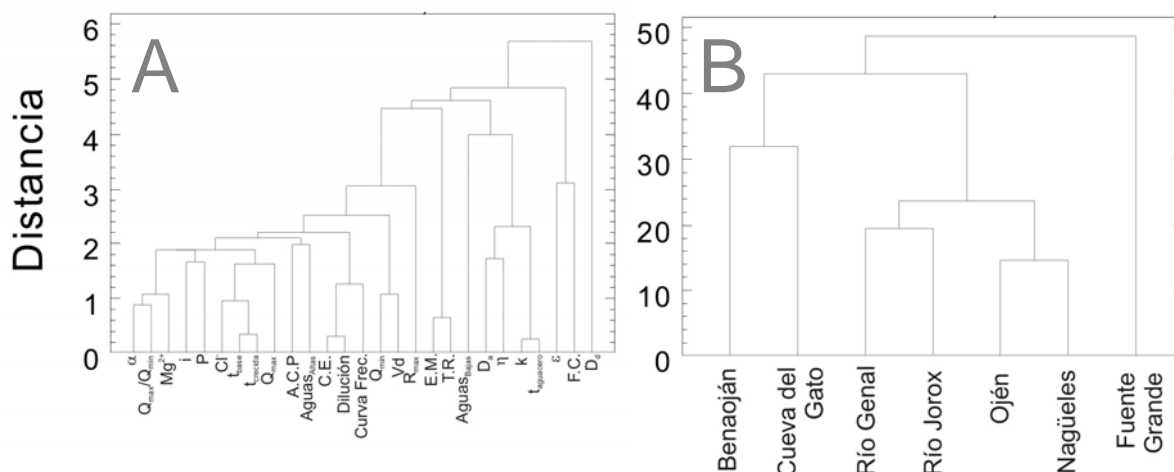 A
B
Distancia
6
5
4
3
2
1
0
α
Qmax/Qmin
Mg²⁺
i
P
Cl⁻
tbase
tcrecida
Qmax
A.C.P
AguasAltas
C.E.
Dilución
Curva Frec.
Qmin
Vd
Rmax
E.M.
T.R.
AguasBajas
Da
η
k
taguacero
ε
F.C.
Dd
50
40
30
20
10
0
Benaoján
Cueva del
Gato
Río Genal
Río Jorox
Ojén
Nagüeles
Fuente
Grande